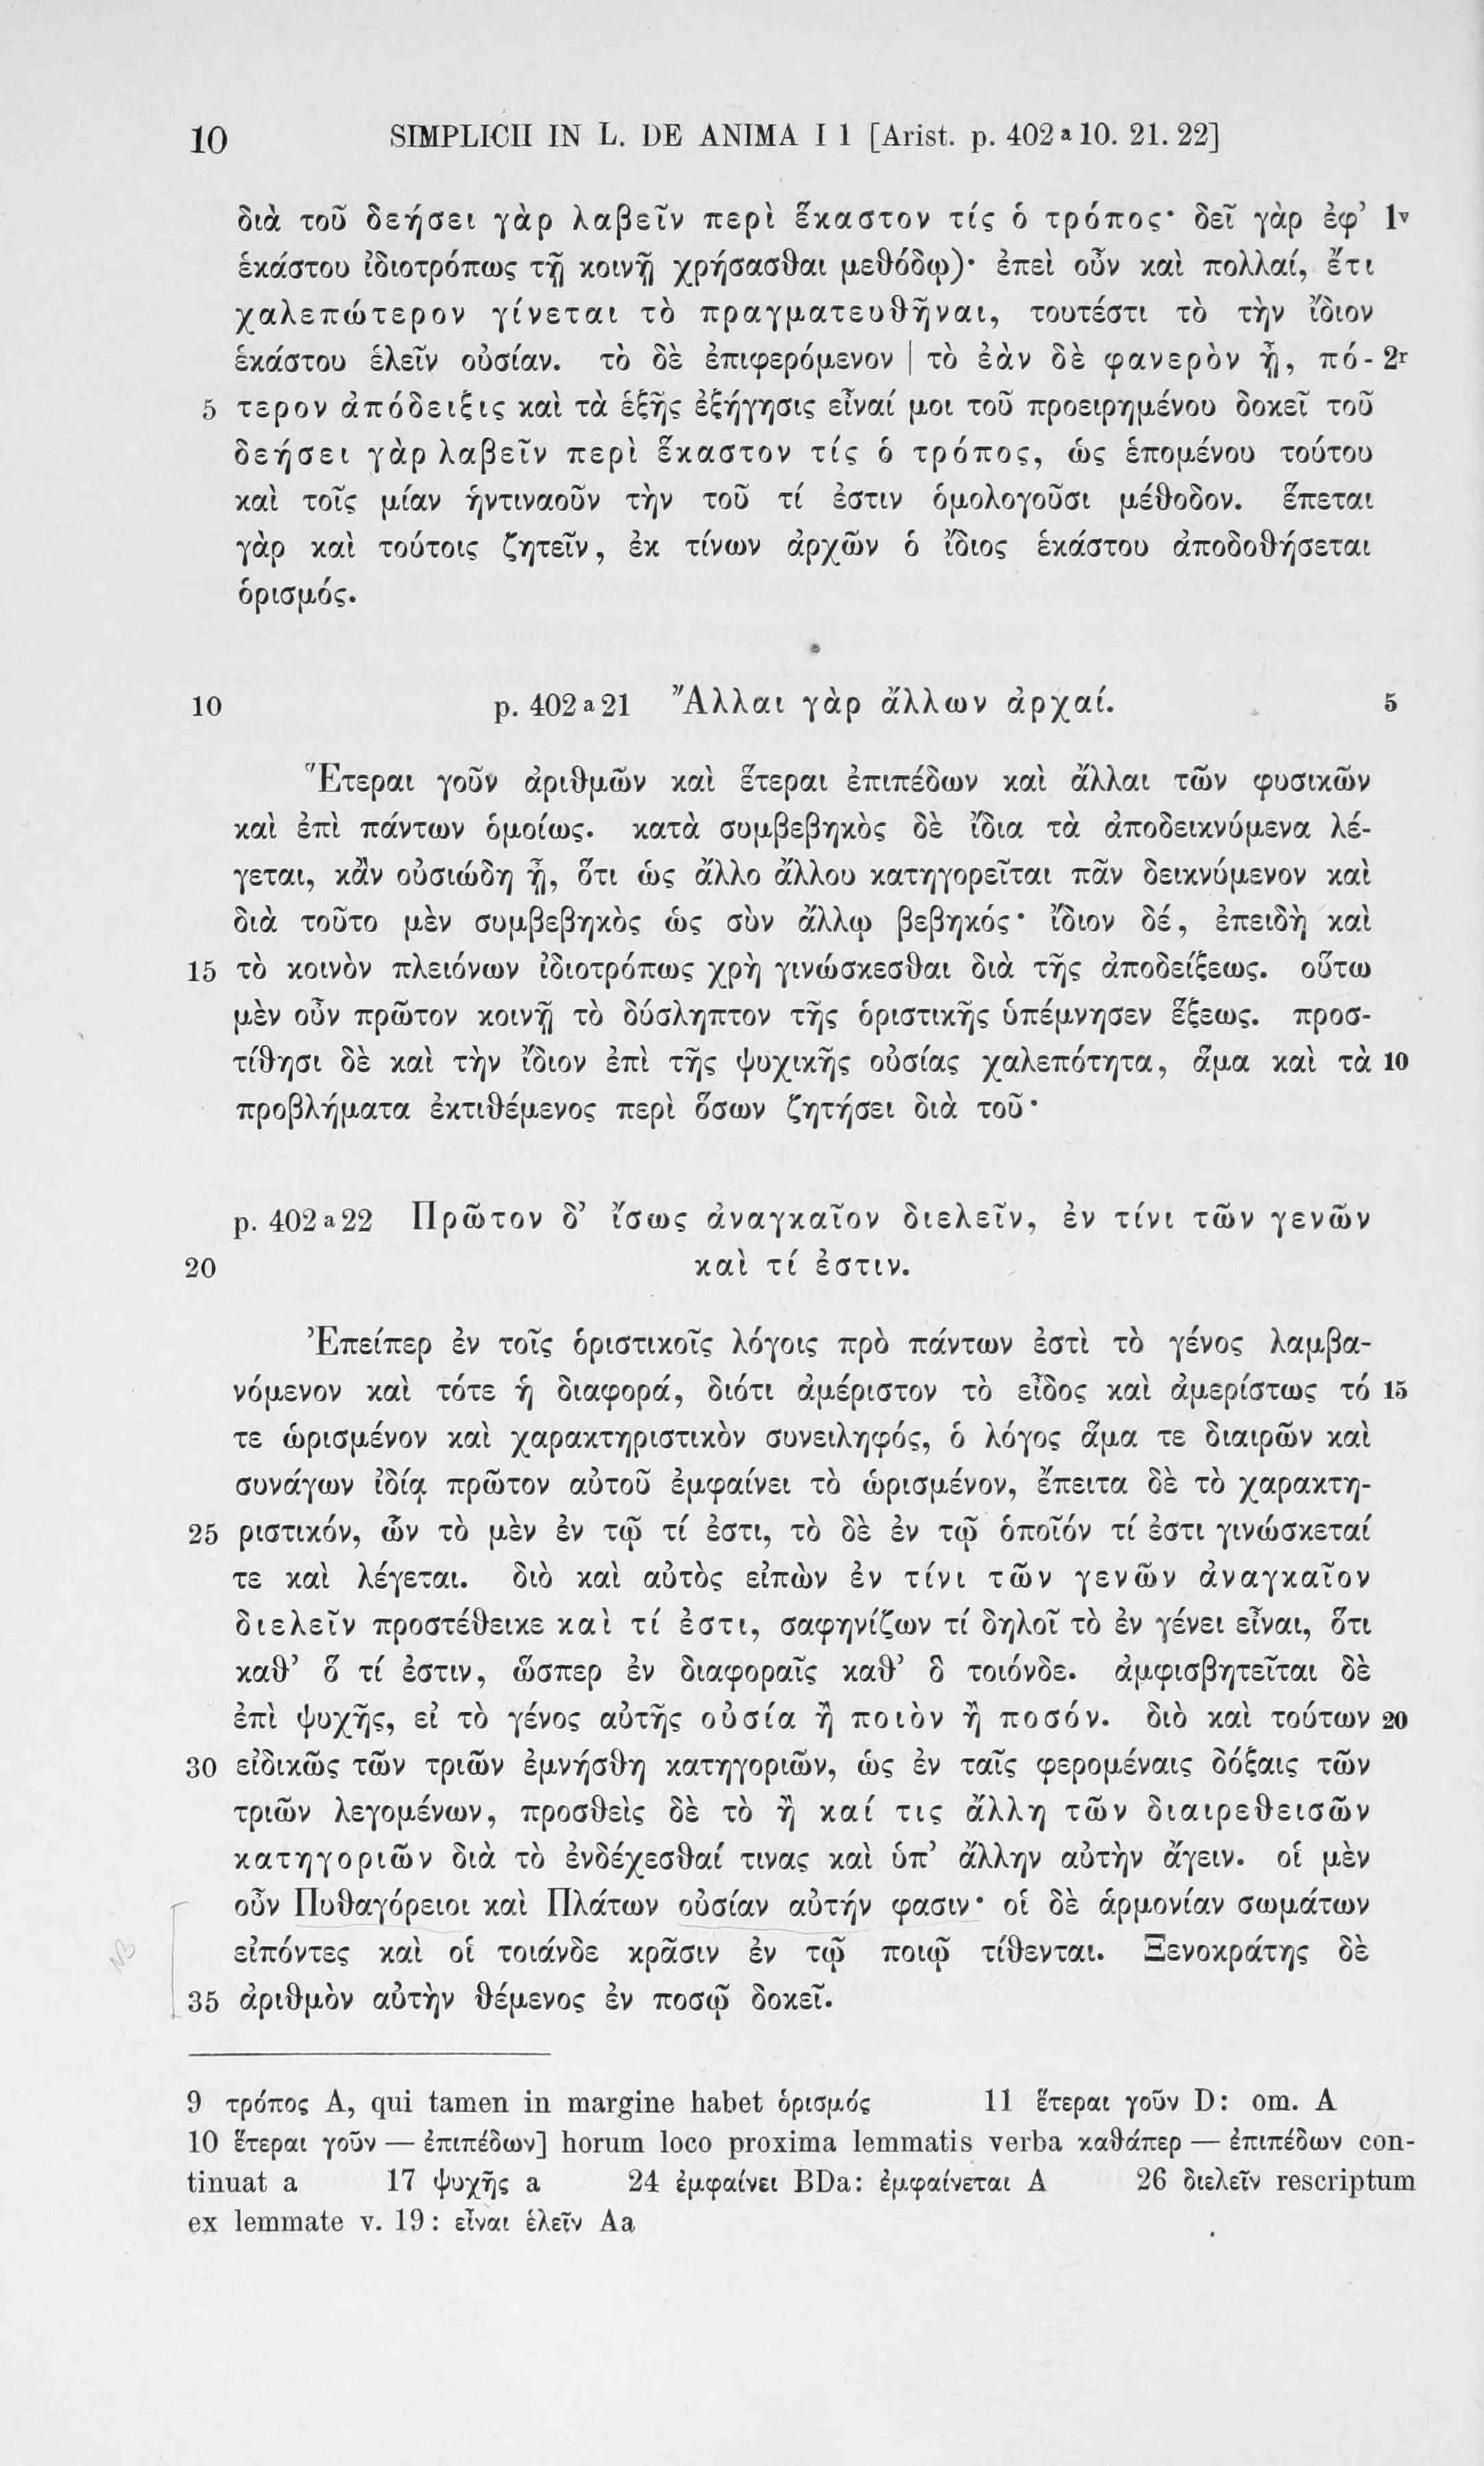 10 SIMPLICII IN L. DE ANIMA I 1 [Arist. p. 402 a 10. 21. 22]
διὰ τοῦ δεήσει γὰρ λαβεῖν περὶ ἕκαστον τίς ὁ τρόπος· δεῖ γὰρ ἐφ’ 1v
ἑκάστου ἰδιοτρόπως τῇ κοινῇ χρήσασθαι μεθόδῳ)· ἐπεὶ οὖν καὶ πολλαί, ἔτι
χαλεπώτερον γίνεται τὸ πραγματευθῆναι, τουτέστι τὸ τὴν ἴδιον
ἑκάστου ἑλεῖν οὐσίαν. τὸ δὲ ἐπιφερόμενον | τὸ ἐὰν δὲ φανερὸν ᾖ, πό- 2r
5 τερον ἀπόδειξις καὶ τὰ ἑξῆς ἐξήγησις εἶναί μοι τοῦ προειρημένου δοκεῖ τοῦ
δεήσει γὰρ λαβεῖν περὶ ἕκαστον τίς ὁ τρόπος, ὡς ἑπομένου τούτου
καὶ τοῖς μίαν ἡντιναοῦν τὴν τοῦ τί ἐστιν ὁμολογοῦσι μέθοδον. ἕπεται
γὰρ καὶ τούτοις ζητεῖν, ἐκ τίνων ἀρχῶν ὁ ἴδιος ἑκάστου ἀποδοθήσεται
ὁρισμός.
10 p. 402 a 21 Ἄλλαι γὰρ ἄλλων ἀρχαί. 5
Ἕτεραι γοῦν ἀριθμῶν καὶ ἕτεραι ἐπιπέδων καὶ ἄλλαι τῶν φυσικῶν
καὶ ἐπὶ πάντων ὁμοίως. κατὰ συμβεβηκὸς δὲ ἴδια τὰ ἀποδεικνύμενα λέ-
γεται, κἂν οὐσιώδη ᾖ, ὅτι ὡς ἄλλο ἄλλου κατηγορεῖται πᾶν δεικνύμενον καὶ
διὰ τοῦτο μὲν συμβεβηκὸς ὡς σὺν ἄλλῳ βεβηκός· ἴδιον δέ, ἐπειδὴ καὶ
15 τὸ κοινὸν πλειόνων ἰδιοτρόπως χρὴ γινώσκεσθαι διὰ τῆς ἀποδείξεως. οὕτω
μὲν οὖν πρῶτον κοινῇ τὸ δύσληπτον τῆς ὁριστικῆς ὑπέμνησεν ἕξεως. προσ-
τίθησι δὲ καὶ τὴν ἴδιον ἐπὶ τῆς ψυχικῆς οὐσίας χαλεπότητα, ἅμα καὶ τὰ 10
προβλήματα ἐκτιθέμενος περὶ ὅσων ζητήσει διὰ τοῦ·
p. 402 a 22 Πρῶτον δ’ ἴσως ἀναγκαῖον διελεῖν, ἐν τίνι τῶν γενῶν
20 καὶ τί ἐστιν.
Ἐπείπερ ἐν τοῖς ὁριστικοῖς λόγοις πρὸ πάντων ἐστὶ τὸ γένος λαμβα-
νόμενον καὶ τότε ἡ διαφορά, διότι ἀμέριστον τὸ εἶδος καὶ ἀμερίστως τό 15
τε ὡρισμένον καὶ χαρακτηριστικὸν συνειληφός, ὁ λόγος ἅμα τε διαιρῶν καὶ
συνάγων ἰδίᾳ πρῶτον αὐτοῦ ἐμφαίνει τὸ ὡρισμένον, ἔπειτα δὲ τὸ χαρακτη-
25 ριστικόν, ὧν τὸ μὲν ἐν τῷ τί ἐστι, τὸ δὲ ἐν τῷ ὁποῖόν τί ἐστι γινώσκεταί
τε καὶ λέγεται. διὸ καὶ αὐτὸς εἰπὼν ἐν τίνι τῶν γενῶν ἀναγκαῖον
διελεῖν προστέθεικε καὶ τί ἐστι, σαφηνίζων τί δηλοῖ τὸ ἐν γένει εἶναι, ὅτι
καθ’ ὅ τί ἐστιν, ὥσπερ ἐν διαφοραῖς καθ’ ὃ τοιόνδε. ἀμφισβητεῖται δὲ
ἐπὶ ψυχῆς, εἰ τὸ γένος αὐτῆς οὐσία ἢ ποιὸν ἢ ποσόν. διὸ καὶ τούτων 20
30 εἰδικῶς τῶν τριῶν ἐμνήσθη κατηγοριῶν, ὡς ἐν ταῖς φερομέναις δόξαις τῶν
τριῶν λεγομένων, προσθεὶς δὲ τὸ ἢ καί τις ἄλλη τῶν διαιρεθεισῶν
κατηγοριῶν διὰ τὸ ἐνδέχεσθαί τινας καὶ ὑπ’ ἄλλην αὐτὴν ἄγειν. οἱ μὲν
οὖν Πυθαγόρειοι καὶ Πλάτων οὐσίαν αὐτήν φασιν· οἱ δὲ ἁρμονίαν σωμάτων
NB εἰπόντες καὶ οἱ τοιάνδε κρᾶσιν ἐν τῷ ποιῷ τίθενται. Ξενοκράτης δὲ
35 ἀριθμὸν αὐτὴν θέμενος ἐν ποσῷ δοκεῖ.
9 τρόπος A, qui tamen in margine habet ὁρισμός 11 ἕτεραι γοῦν D: om. A
10 ἕτεραι γοῦν — ἐπιπέδων] horum loco proxima lemmatis verba καθάπερ — ἐπιπέδων con-
tinuat a 17 ψυχῆς a 24 ἐμφαίνει BDa: ἐμφαίνεται A 26 διελεῖν rescriptum
ex lemmate v. 19: εἶναι ἑλεῖν Aa